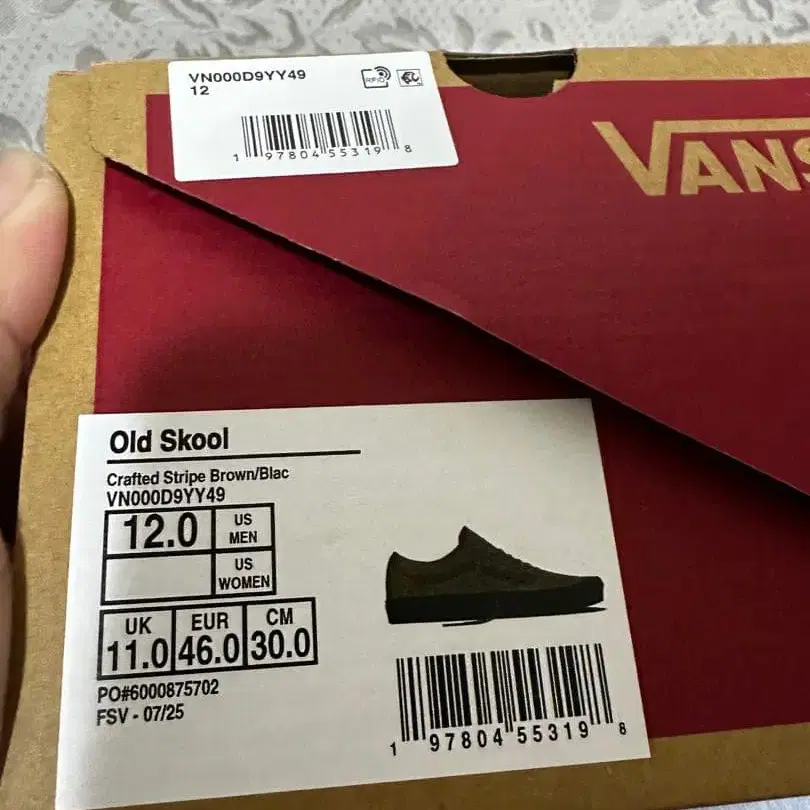 VN000D9YY49
12
RFID
1 97804 55319 8
VANS
Old Skool
Crafted Stripe Brown/Blac
VN000D9YY49
12.0 US MEN
US WOMEN
UK EUR CM
11.0 46.0 30.0
PO#6000875702
FSV - 07/25
1 97804 55319 8